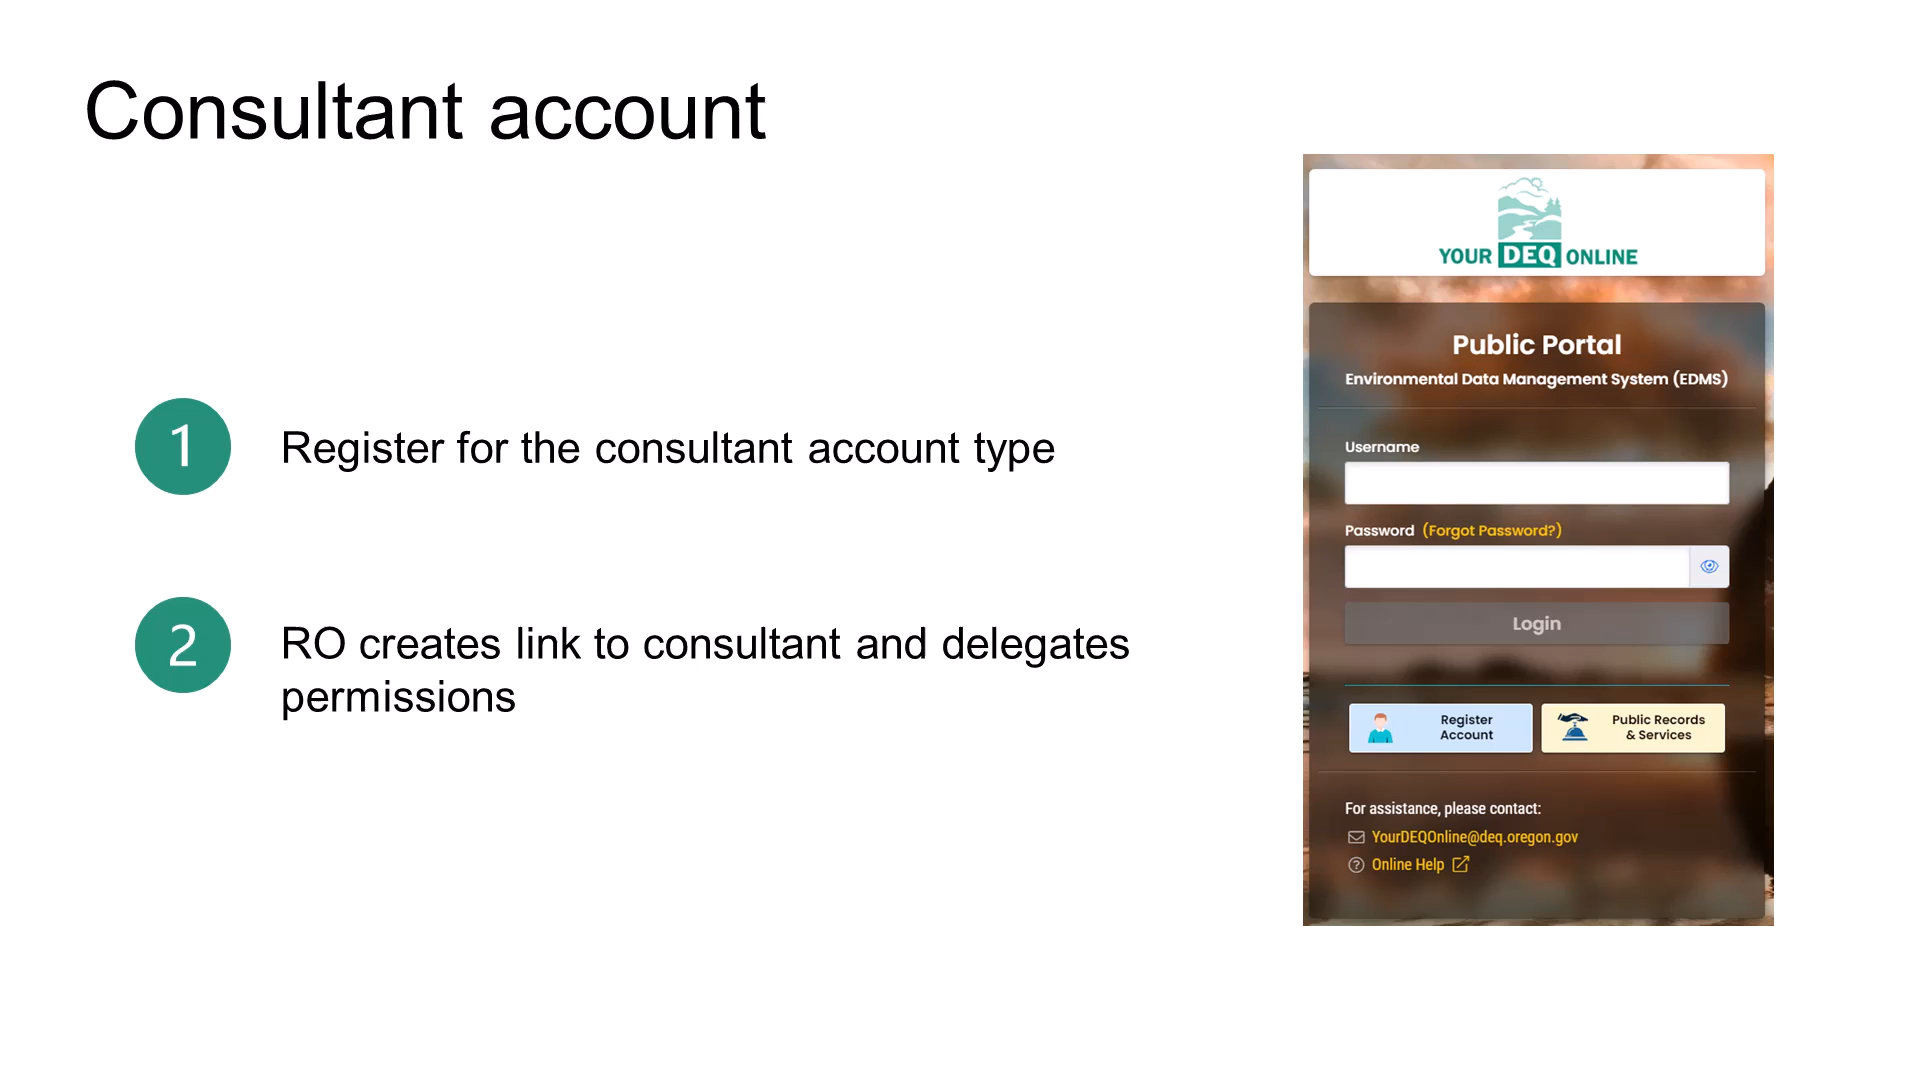 Consultant account
1
Register for the consultant account type
2
RO creates link to consultant and delegates
permissions
YOUR DEQ ONLINE
Public Portal
Environmental Data Management System (EDMS)
Username
Password (Forgot Password?)
Login
Register
Account
Public Records
& Services
For assistance, please contact:
YourDEQOnline@deq.oregon.gov
Online Help